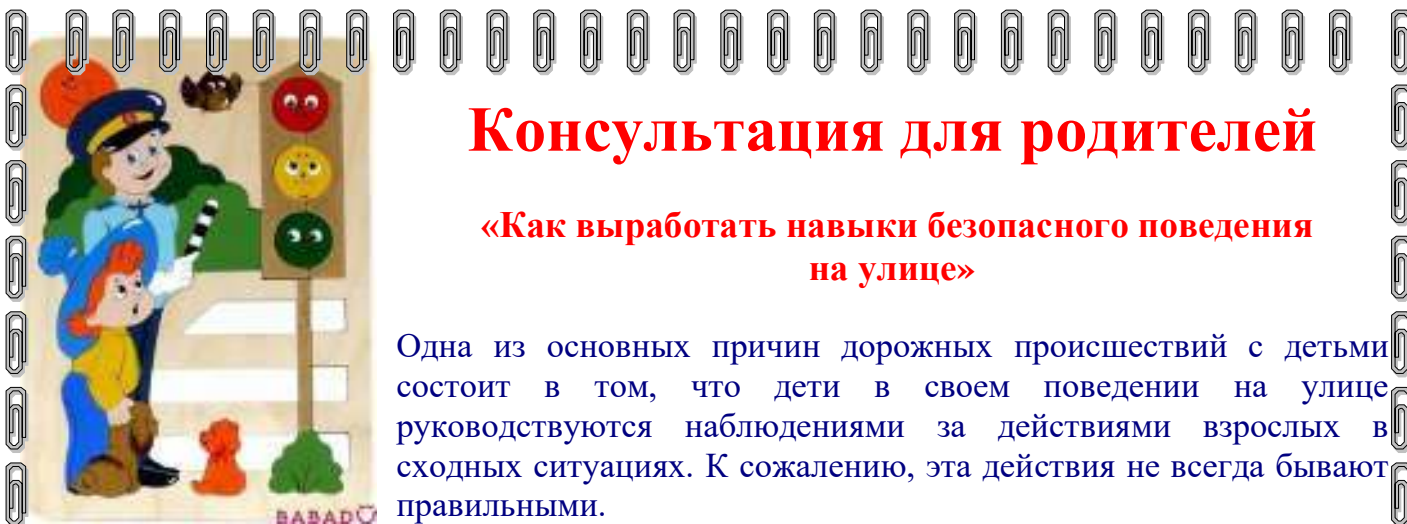 Консультация для родителей
«Как выработать навыки безопасного поведения
на улице»
Одна из основных причин дорожных происшествий с детьми
состоит в том, что дети в своем поведении на улице
руководствуются наблюдениями за действиями взрослых в
сходных ситуациях. К сожалению, эта действия не всегда бывают
правильными.
BABADO